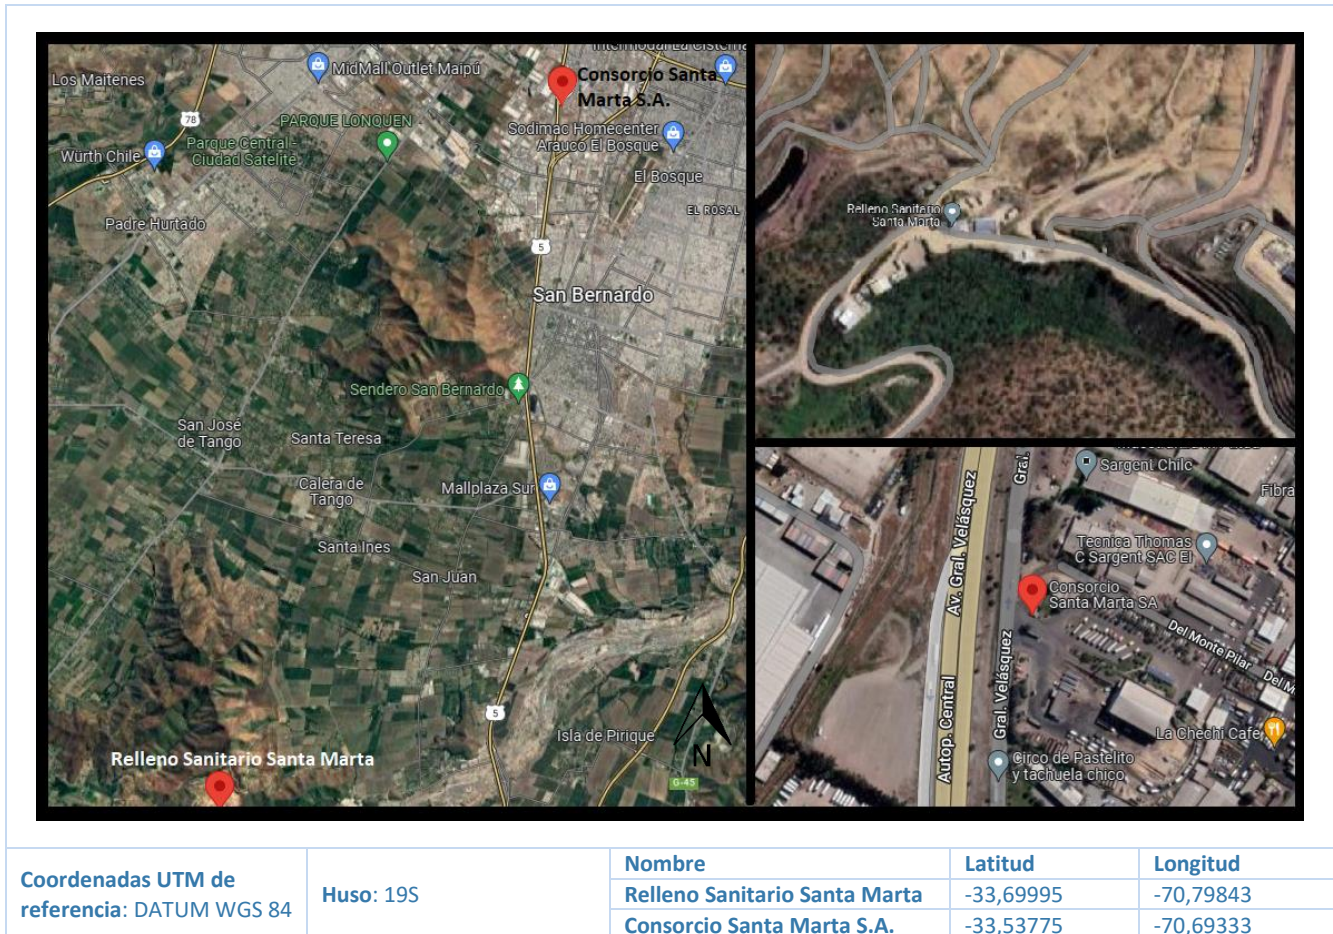 Intermodal La Cisterna
MidMall Outlet Maipú
Los Maitenes
Consorcio Santa
Marta S.A.
78
PARQUE LONQUEN
Sodimac Homecenter
Arauco El Bosque
Parque Central-
Ciudad Satelite
Würth Chile
El Bosque
EL ROSAL
Padre Hurtado
5
San Bernardo
Sendero San Bernardo
San José
de Tango
Santa Teresa
Calera de
Tango
Mallplaza Sur
Santa Ines
San Juan
5
Isla de Pirique
N
G-45
Relleno Sanitario Santa Marta
Relleno Sanitario
Santa Marta
Sargent Chile
Gral.
Fibra
Av. Gral. Velásquez
Tecnica Thomas
C Sargent SAC EI
Consorcio
Santa Marta SA
Del Monte Pilar
Del M
Gral. Velásquez
Autop. Central
La Chechi Cafe
Circo de Pastelito
y tachuela chico
Coordenadas UTM de
referencia: DATUM WGS 84
Huso: 19S
Nombre Latitud Longitud
Relleno Sanitario Santa Marta -33,69995 -70,79843
Consorcio Santa Marta S.A. -33,53775 -70,69333